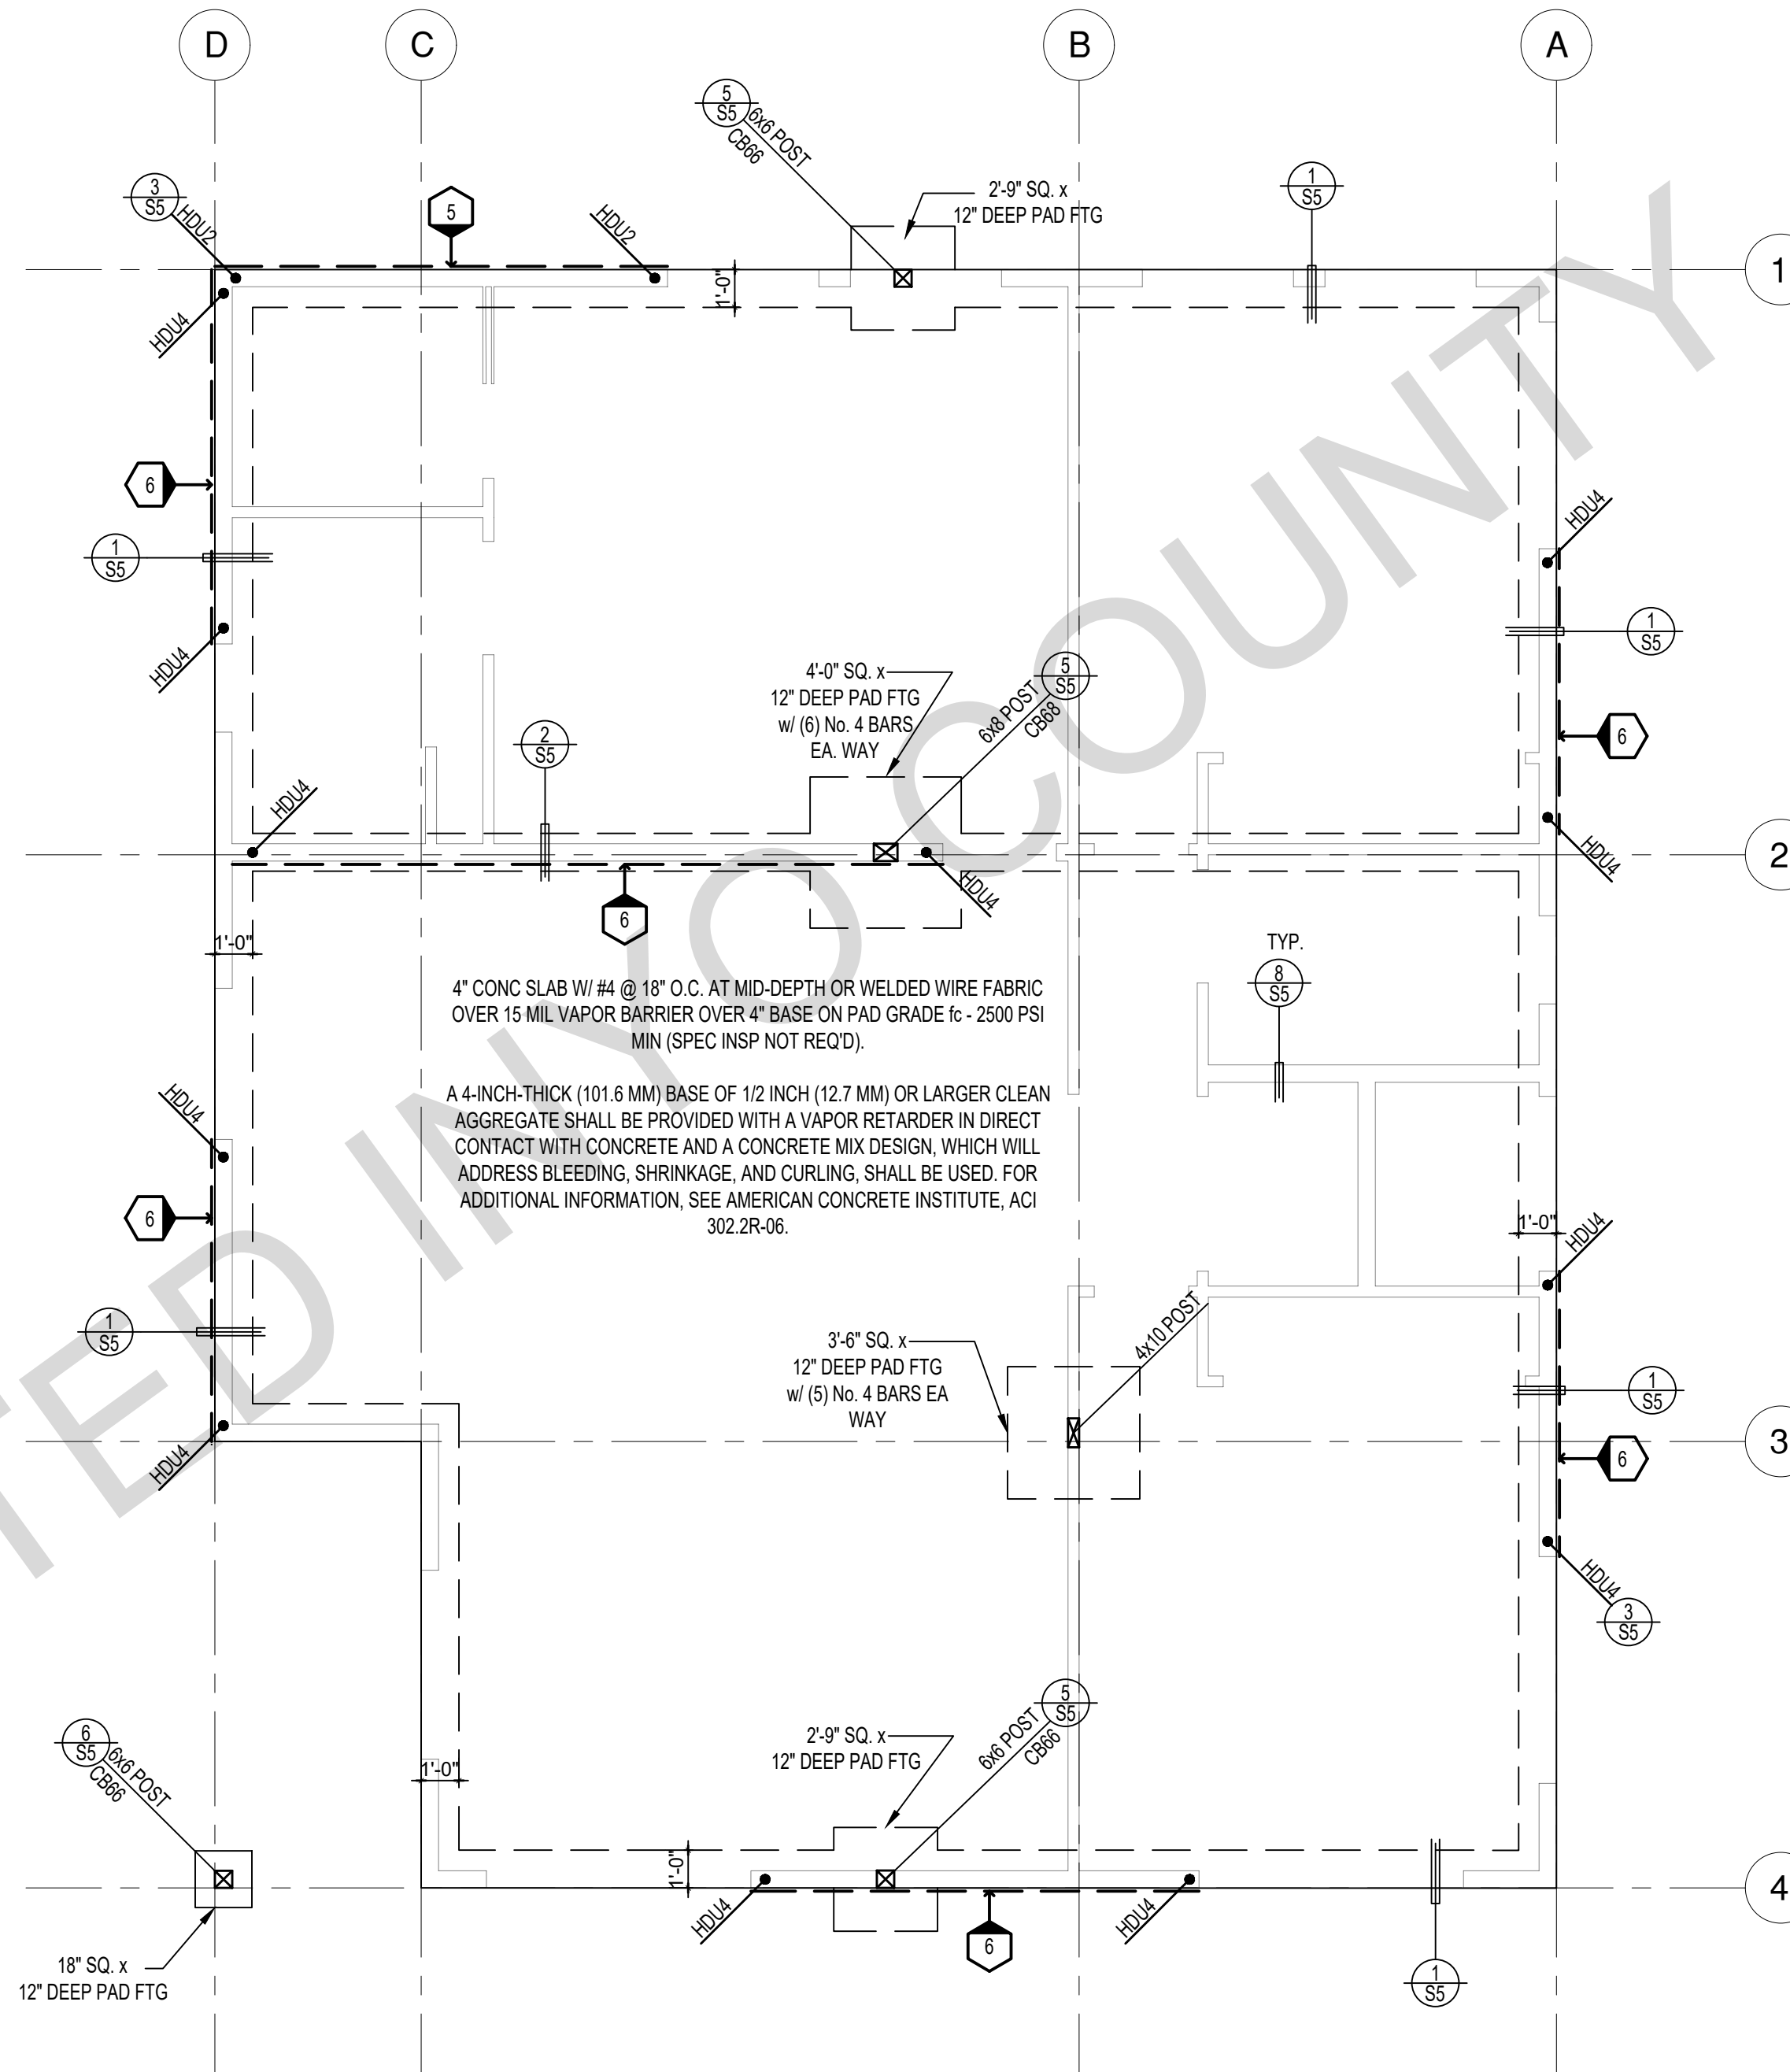 D
C
B
A
5
S5
6x6 POST
CB66
3
S5
HDU2
5
HDU2
2'-9" SQ. x
12" DEEP PAD FTG
1
S5
1
1'-0"
HDU4
6
1
S5
HDU4
HDU4
1
S5
4'-0" SQ. x
12" DEEP PAD FTG
w/ (6) No. 4 BARS
EA. WAY
5
S5
6x8 POST
CB68
2
S5
6
HDU4
HDU4
2
HDU4
6
1'-0"
TYP.
8
S5
4" CONC SLAB W/ #4 @ 18" O.C. AT MID-DEPTH OR WELDED WIRE FABRIC
OVER 15 MIL VAPOR BARRIER OVER 4" BASE ON PAD GRADE fc - 2500 PSI
MIN (SPEC INSP NOT REQ'D).
A 4-INCH-THICK (101.6 MM) BASE OF 1/2 INCH (12.7 MM) OR LARGER CLEAN
AGGREGATE SHALL BE PROVIDED WITH A VAPOR RETARDER IN DIRECT
CONTACT WITH CONCRETE AND A CONCRETE MIX DESIGN, WHICH WILL
ADDRESS BLEEDING, SHRINKAGE, AND CURLING, SHALL BE USED. FOR
ADDITIONAL INFORMATION, SEE AMERICAN CONCRETE INSTITUTE, ACI
302.2R-06.
HDU4
6
1'-0"
HDU4
1
S5
3'-6" SQ. x
12" DEEP PAD FTG
w/ (5) No. 4 BARS EA
WAY
4x10 POST
1
S5
HDU4
3
6
HDU4
3
S5
6
S5
6x6 POST
CB66
1'-0"
2'-9" SQ. x
12" DEEP PAD FTG
5
S5
6x6 POST
CB66
1'-0"
HDU4
6
HDU4
4
18" SQ. x
12" DEEP PAD FTG
1
S5
TED INYO COUNTY